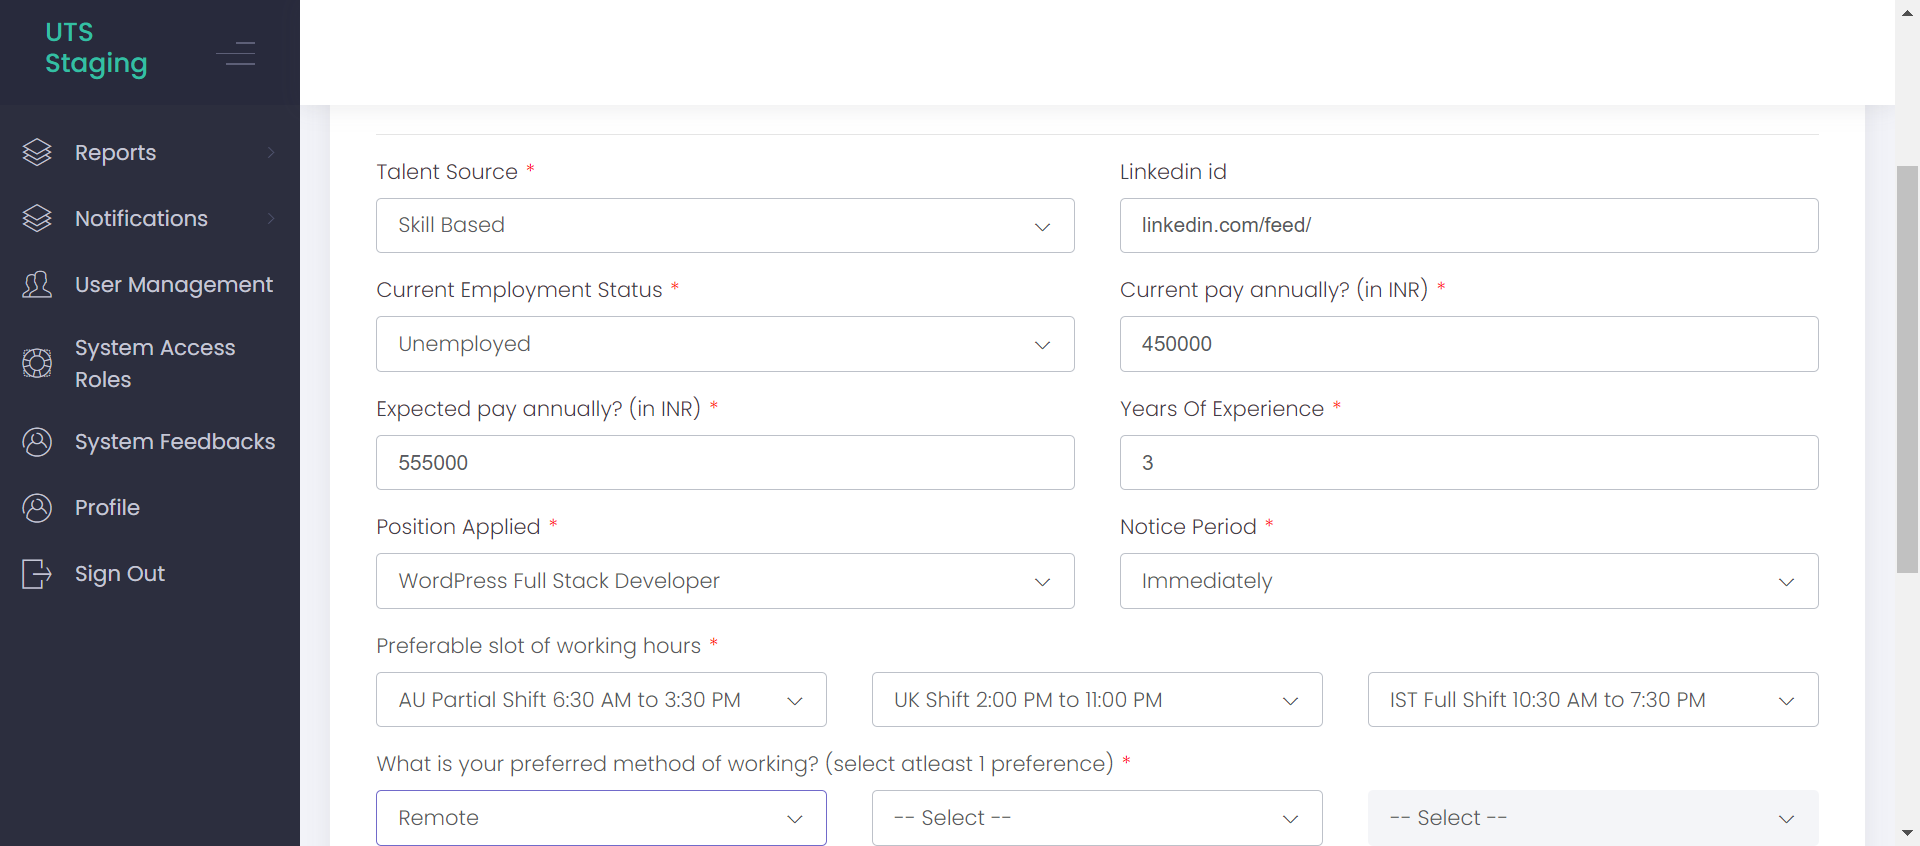 UTS
Staging
Reports
Notifications
User Management
System Access
Roles
System Feedbacks
Profile
Sign Out
Talent Source *
Linkedin id
Skill Based
linkedin.com/feed/
Current Employment Status *
Current pay annually? (in INR) *
Unemployed
450000
Expected pay annually? (in INR) *
Years Of Experience *
555000
3
Position Applied *
Notice Period *
WordPress Full Stack Developer
Immediately
Preferable slot of working hours *
AU Partial Shift 6:30 AM to 3:30 PM
UK Shift 2:00 PM to 11:00 PM
IST Full Shift 10:30 AM to 7:30 PM
What is your preferred method of working? (select atleast 1 preference) *
Remote
-- Select --
-- Select --